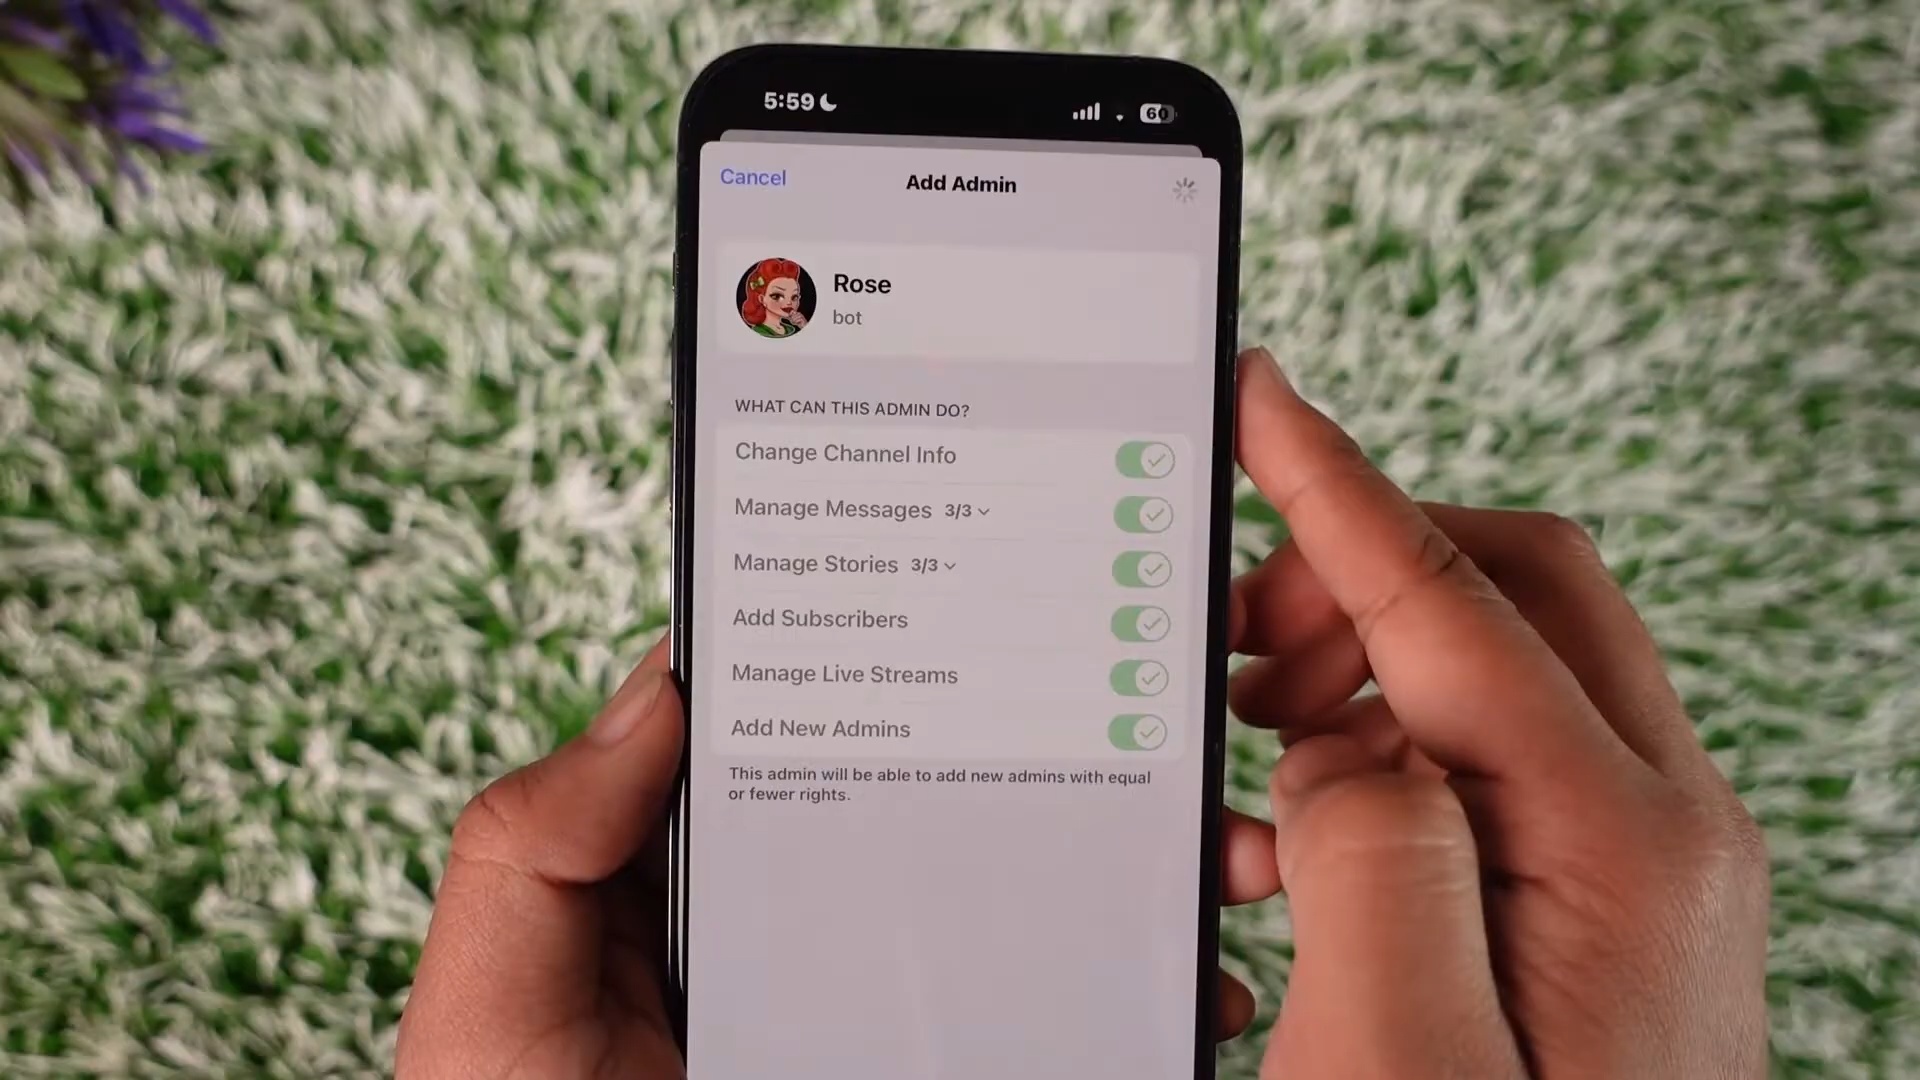 5:59
60
Cancel
Add Admin
Rose
bot
WHAT CAN THIS ADMIN DO?
Change Channel Info
Manage Messages 3/3
Manage Stories 3/3
Add Subscribers
Manage Live Streams
Add New Admins
This admin will be able to add new admins with equal
or fewer rights.